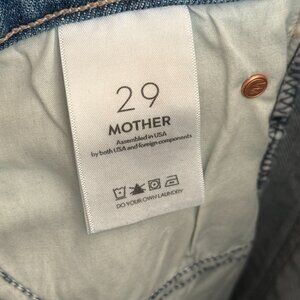 29
MOTHER
Assembled in USA
by both USA and foreign components
DO YOUR OWN LAUNDRY